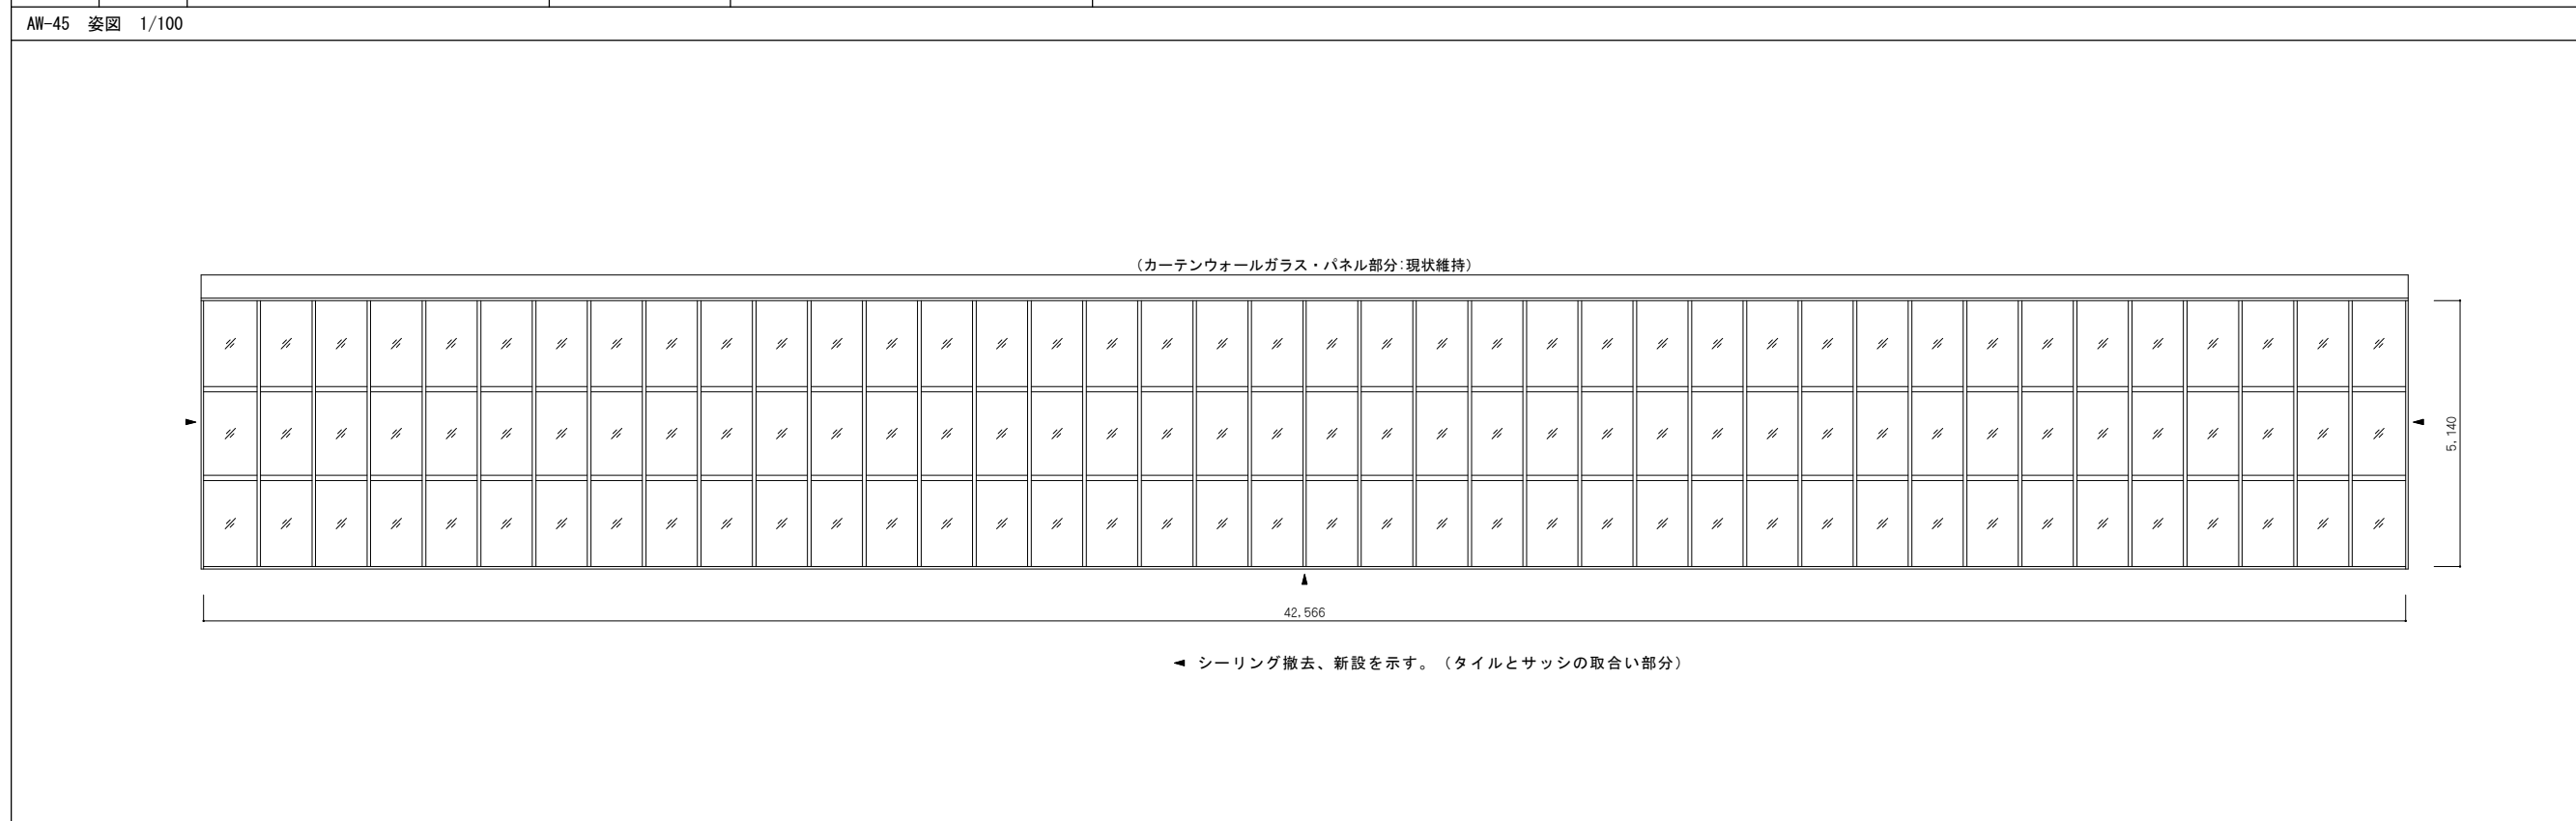 AW-45 姿図 1/100
(カーテンウォールガラス・パネル部分:現状維持)
5,140
42,566
◄ シーリング撤去、新設を示す。(タイルとサッシの取合い部分)